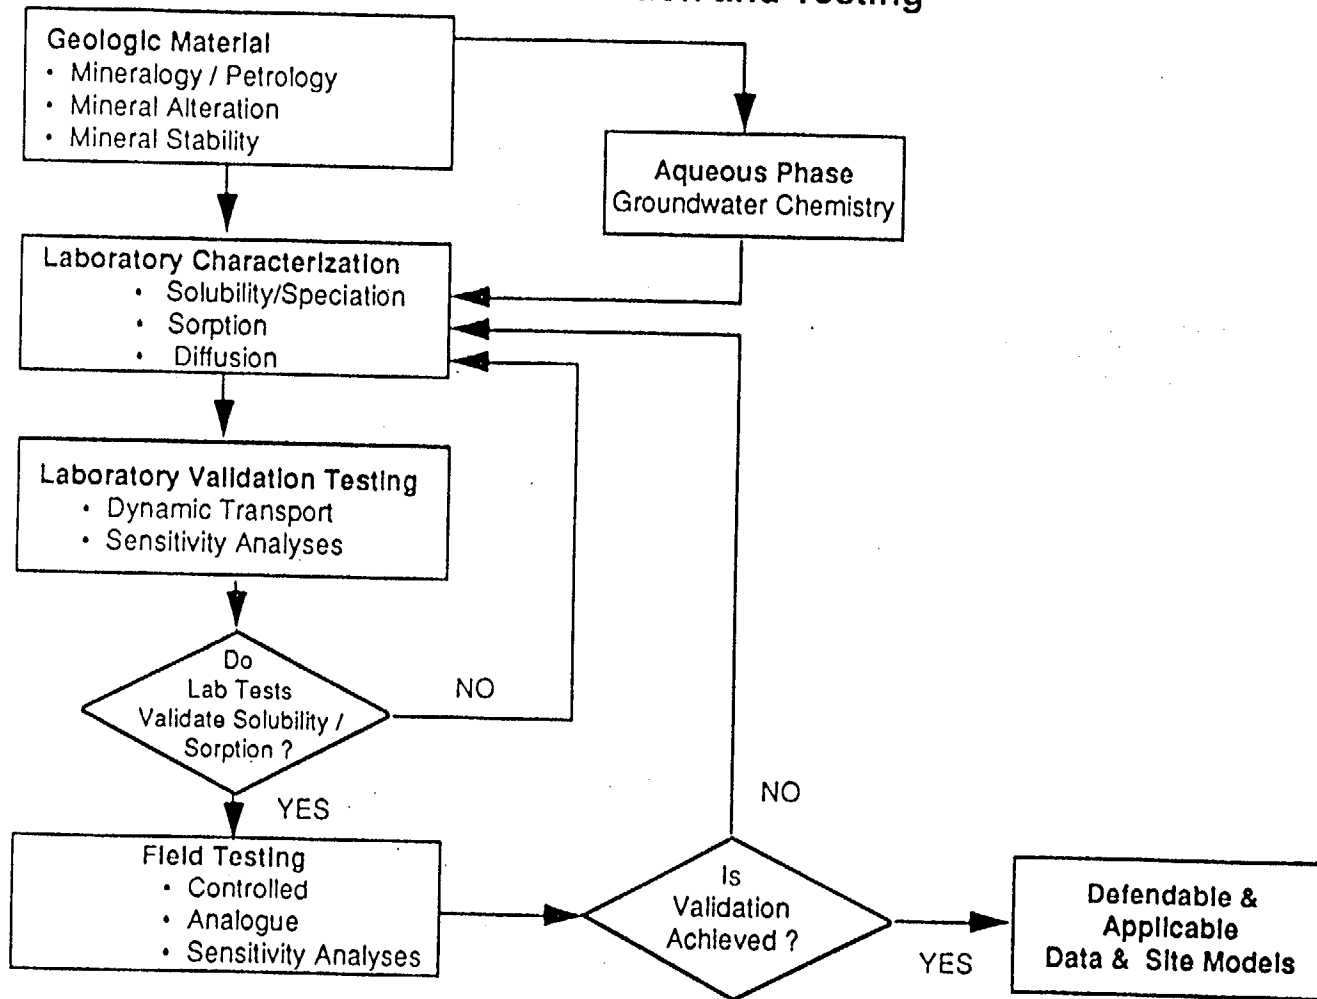 and Testing
Geologic Material
• Mineralogy / Petrology
• Mineral Alteration
• Mineral Stability
Aqueous Phase
Groundwater Chemistry
Laboratory Characterization
• Solubility/Speciation
• Sorption
• Diffusion
Laboratory Validation Testing
• Dynamic Transport
• Sensitivity Analyses
Do
Lab Tests
Validate Solubility /
Sorption ?
NO
YES
NO
Field Testing
• Controlled
• Analogue
• Sensitivity Analyses
Is
Validation
Achieved ?
YES
Defendable &
Applicable
Data & Site Models